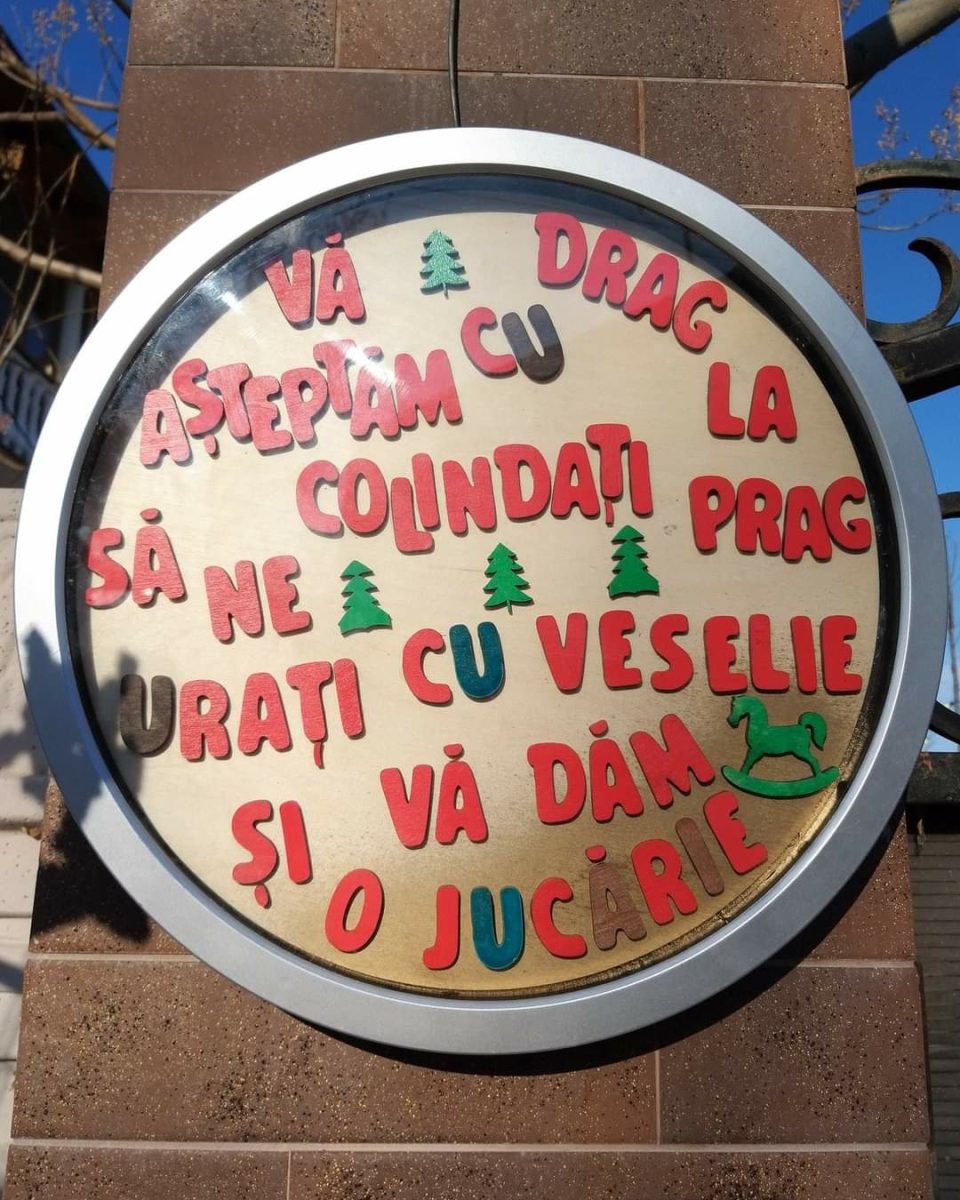 VĂ AȘTEPTĂM CU DRAG
SĂ NE COLINDAȚI LA PRAG
URAȚI CU VESELIE
ȘI VĂ DĂM
O JUCĂRIE